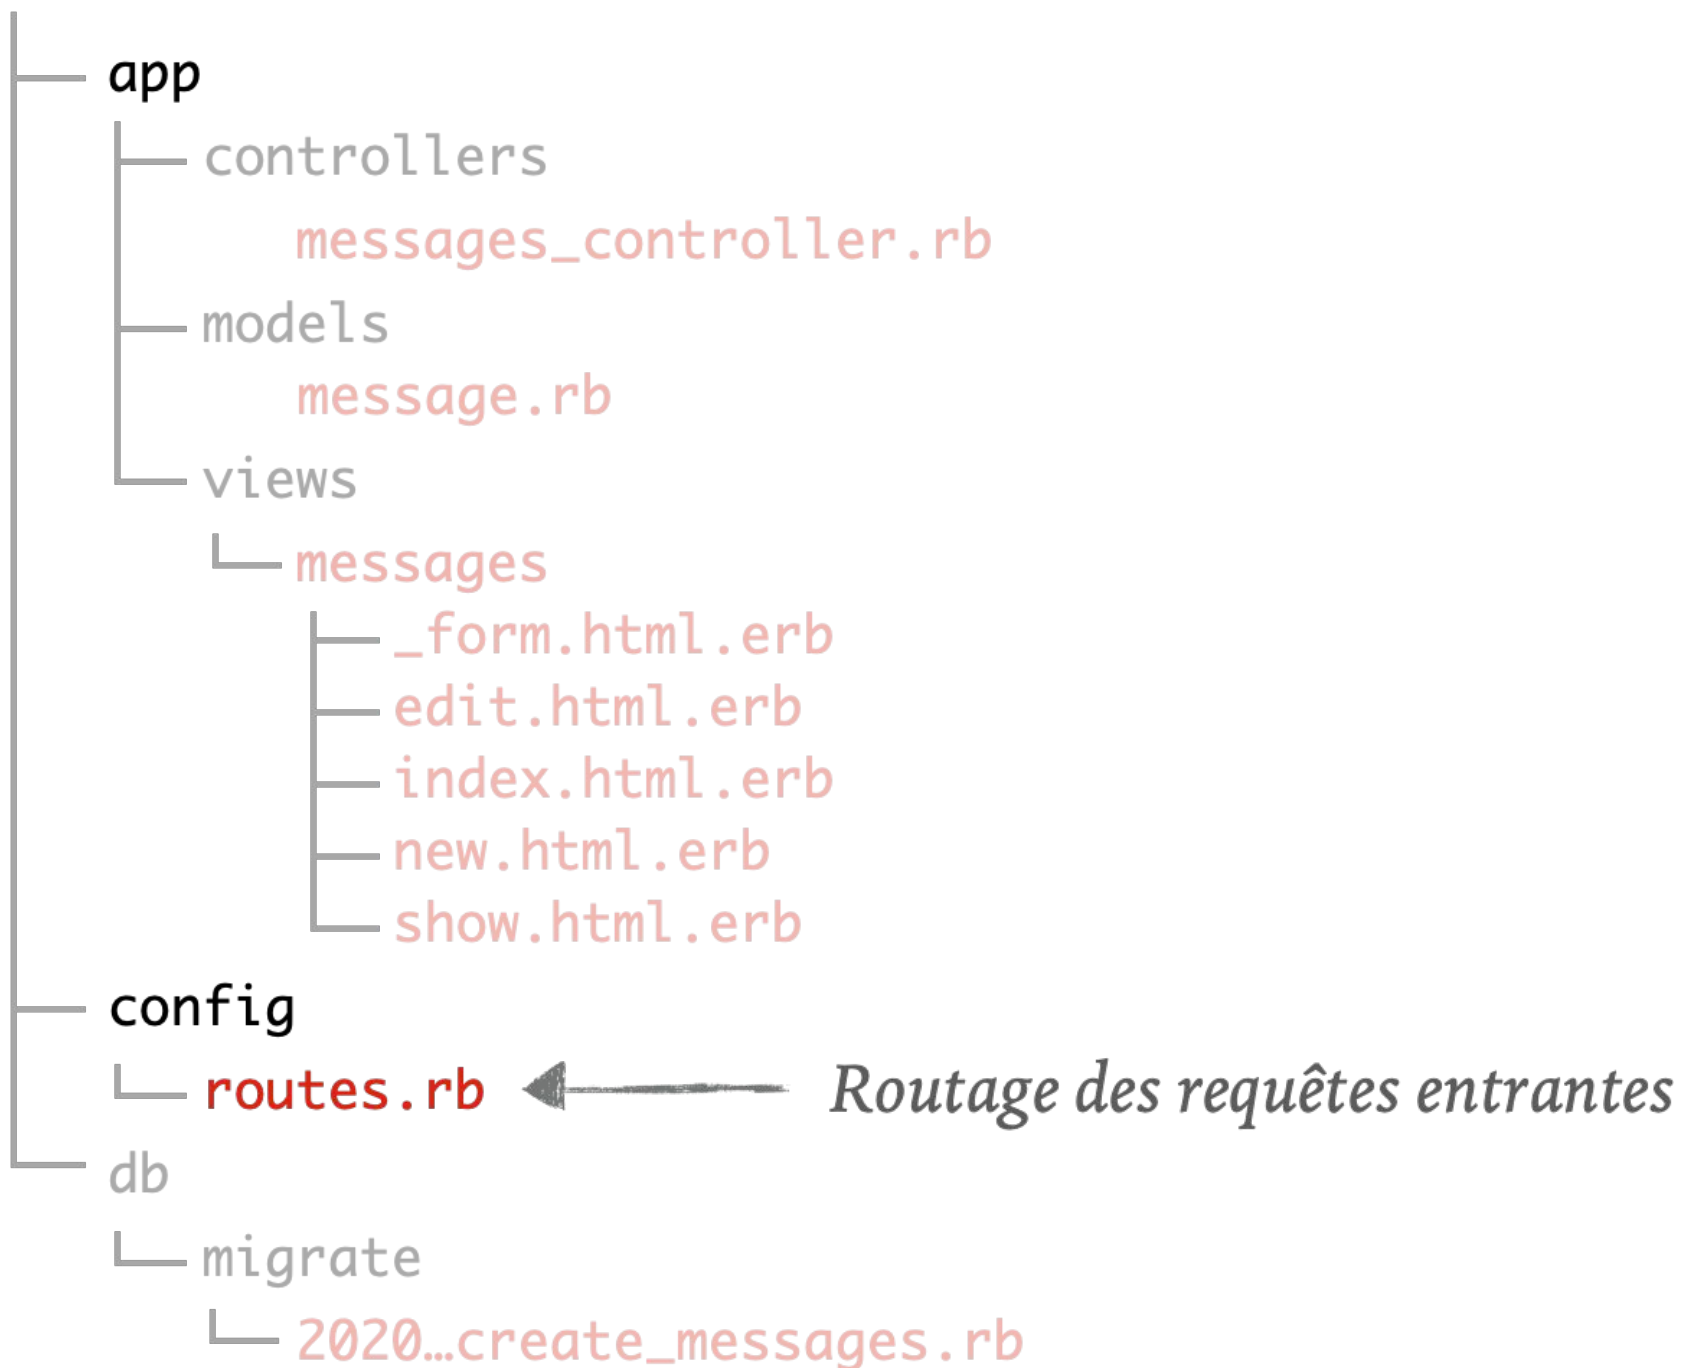 app
controllers
messages_controller.rb
models
message.rb
views
messages
_form.html.erb
edit.html.erb
index.html.erb
new.html.erb
show.html.erb
config
routes.rb Routage des requêtes entrantes
db
migrate
2020…create_messages.rb